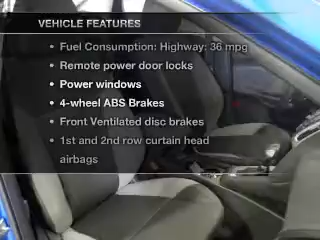 VEHICLE FEATURES
• Fuel Consumption: Highway: 36 mpg
• Remote power door locks
• Power windows
• 4-wheel ABS Brakes
• Front Ventilated disc brakes
• 1st and 2nd row curtain head
airbags